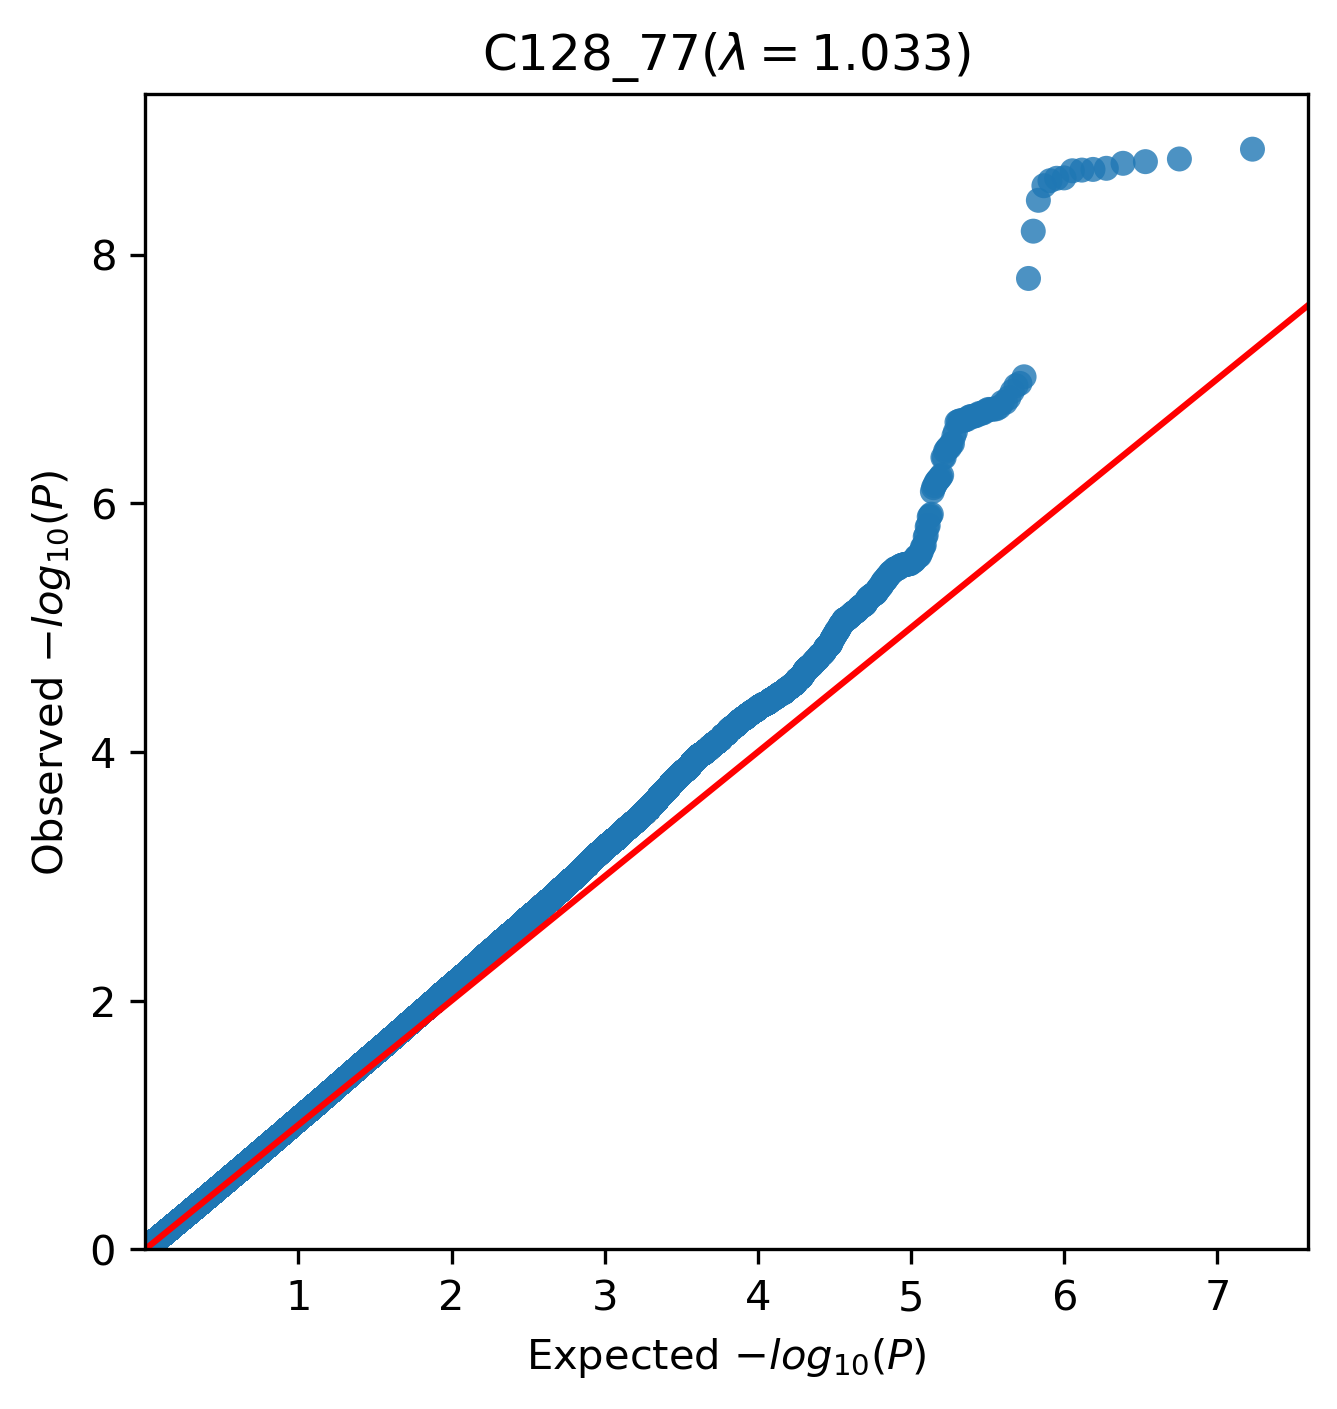 C128_77(λ = 1.033)
Observed −log₁₀(P)
8
6
4
2
0
1 2 3 4 5 6 7
Expected −log₁₀(P)